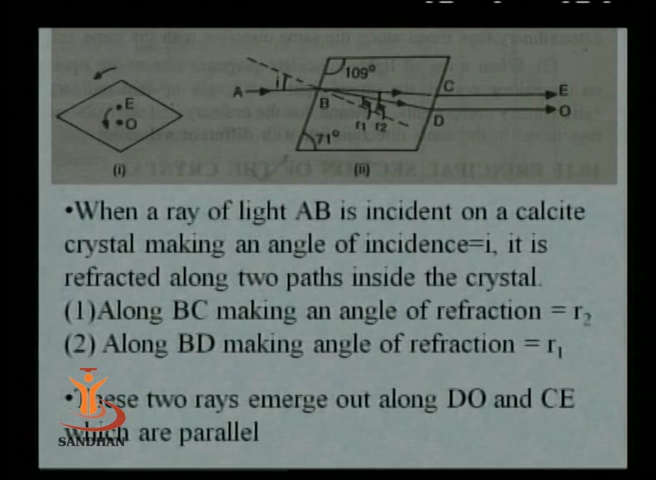 109°
C
A
i
E
E
B
O
O
r1 r2
D
71°
(i)
(ii)
•When a ray of light AB is incident on a calcite
crystal making an angle of incidence=i, it is
refracted along two paths inside the crystal.
(1)Along BC making an angle of refraction = r₂
(2) Along BD making angle of refraction = r₁
•These two rays emerge out along DO and CE
which are parallel
SANDHAN